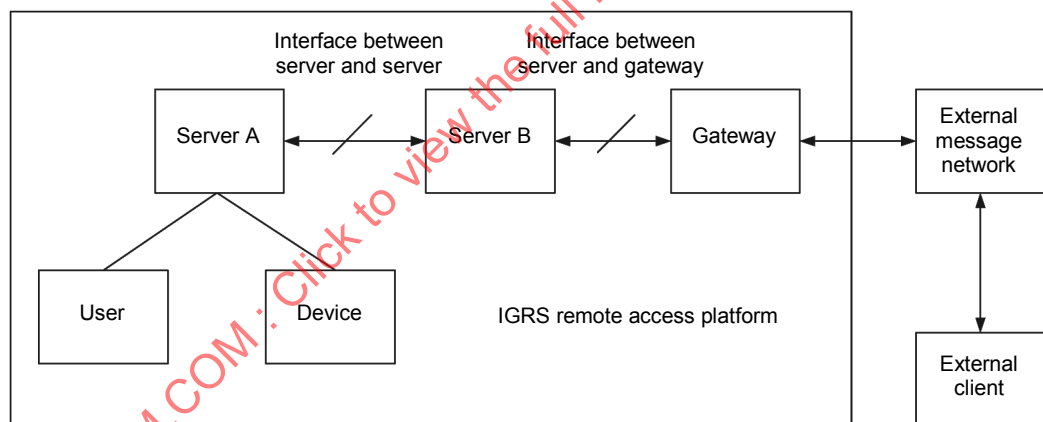 Interface between
server and server
Interface between
server and gateway
Server A
Server B
Gateway
External
message
network
User
Device
IGRS remote access platform
External
client
COM : Click to view the full